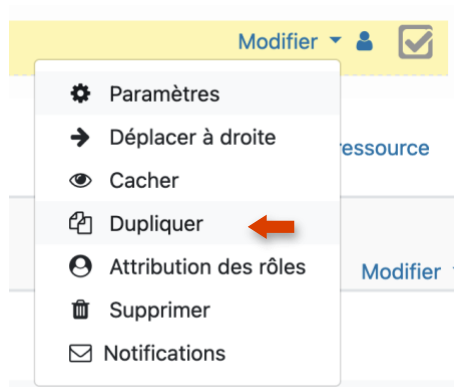 Modifier
Paramètres
Déplacer à droite
ressource
Cacher
Dupliquer
Attribution des rôles
Modifier
Supprimer
Notifications